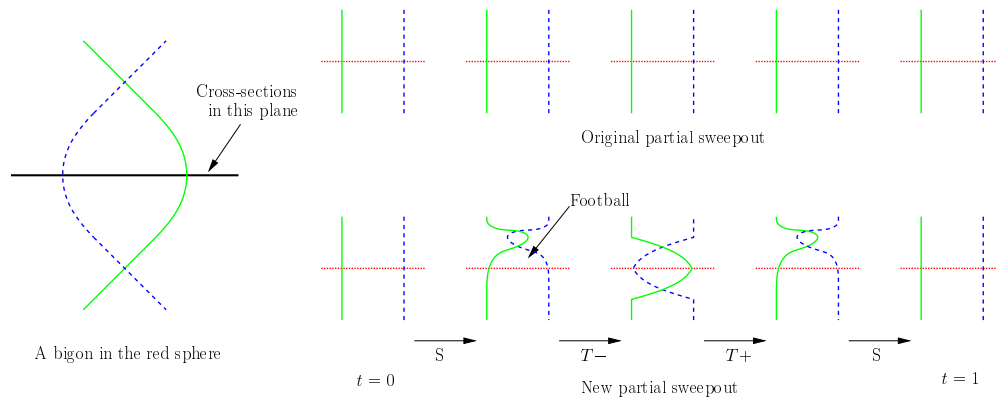 Cross-sections
in this plane
A bigon in the red sphere
Original partial sweepout
Football
S
T−
T+
S
t = 0
New partial sweepout
t = 1